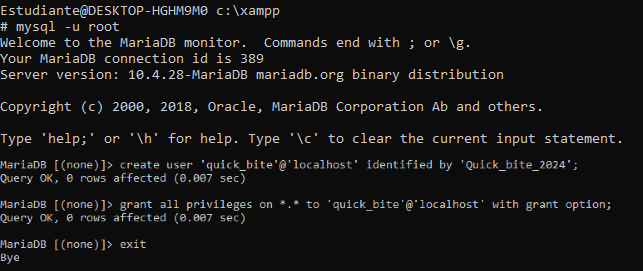 Estudiante@DESKTOP-HGHM9M0 c:\xampp
# mysql -u root
Welcome to the MariaDB monitor.  Commands end with ; or \g.
Your MariaDB connection id is 389
Server version: 10.4.28-MariaDB mariadb.org binary distribution

Copyright (c) 2000, 2018, Oracle, MariaDB Corporation Ab and others.

Type 'help;' or '\h' for help. Type '\c' to clear the current input statement.

MariaDB [(none)]> create user 'quick_bite'@'localhost' identified by 'Quick_bite_2024';
Query OK, 0 rows affected (0.007 sec)

MariaDB [(none)]> grant all privileges on *.* to 'quick_bite'@'localhost' with grant option;
Query OK, 0 rows affected (0.007 sec)

MariaDB [(none)]> exit
Bye